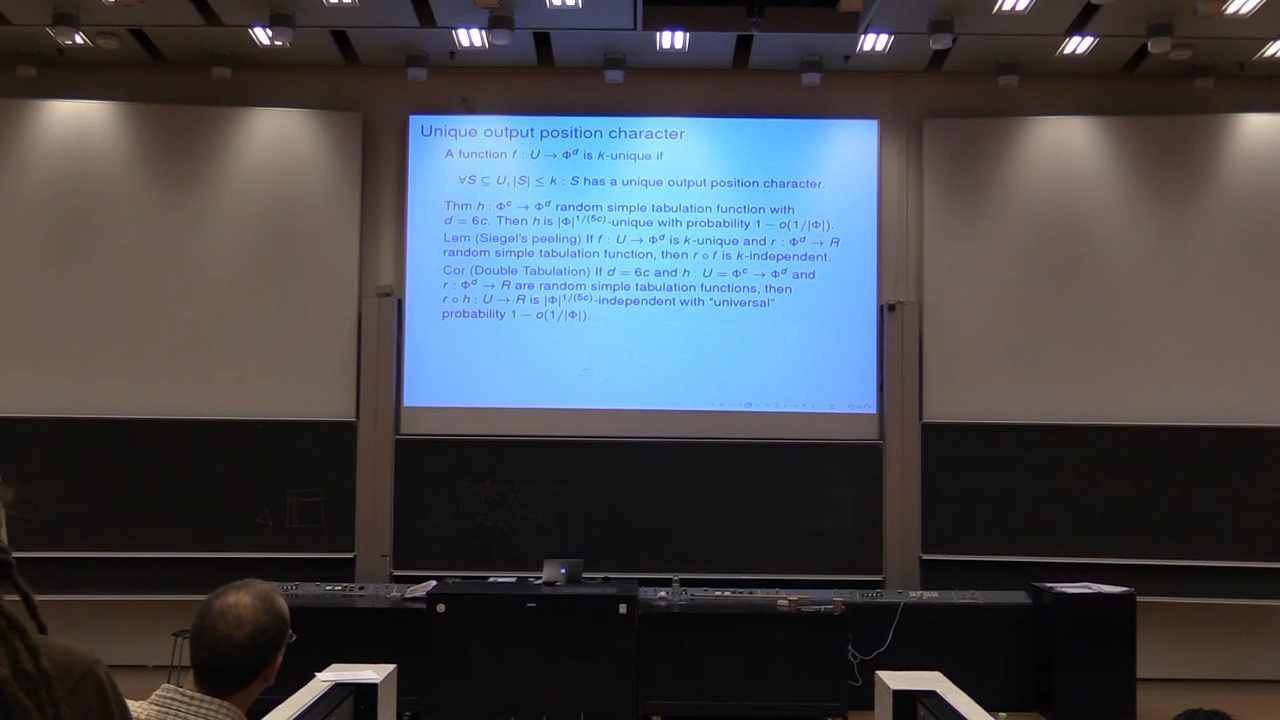 Unique output position character
A function f : U → Φ^d is k-unique if
∀S ⊆ U, |S| ≤ k : S has a unique output position character.
Thm h : Φ^c → Φ^d random simple tabulation function with
d = 6c. Then h is |Φ|^{1/(5c)}-unique with probability 1 − o(1/|Φ|).
Lem (Siegel's peeling) If f : U → Φ^d is k-unique and r : Φ^d → R
random simple tabulation function, then r ∘ f is k-independent.
Cor (Double Tabulation) If d = 6c and h : U = Φ^c → Φ^d and
r : Φ^d → R are random simple tabulation functions, then
r ∘ h : U → R is |Φ|^{1/(5c)}-independent with "universal"
probability 1 − o(1/|Φ|).